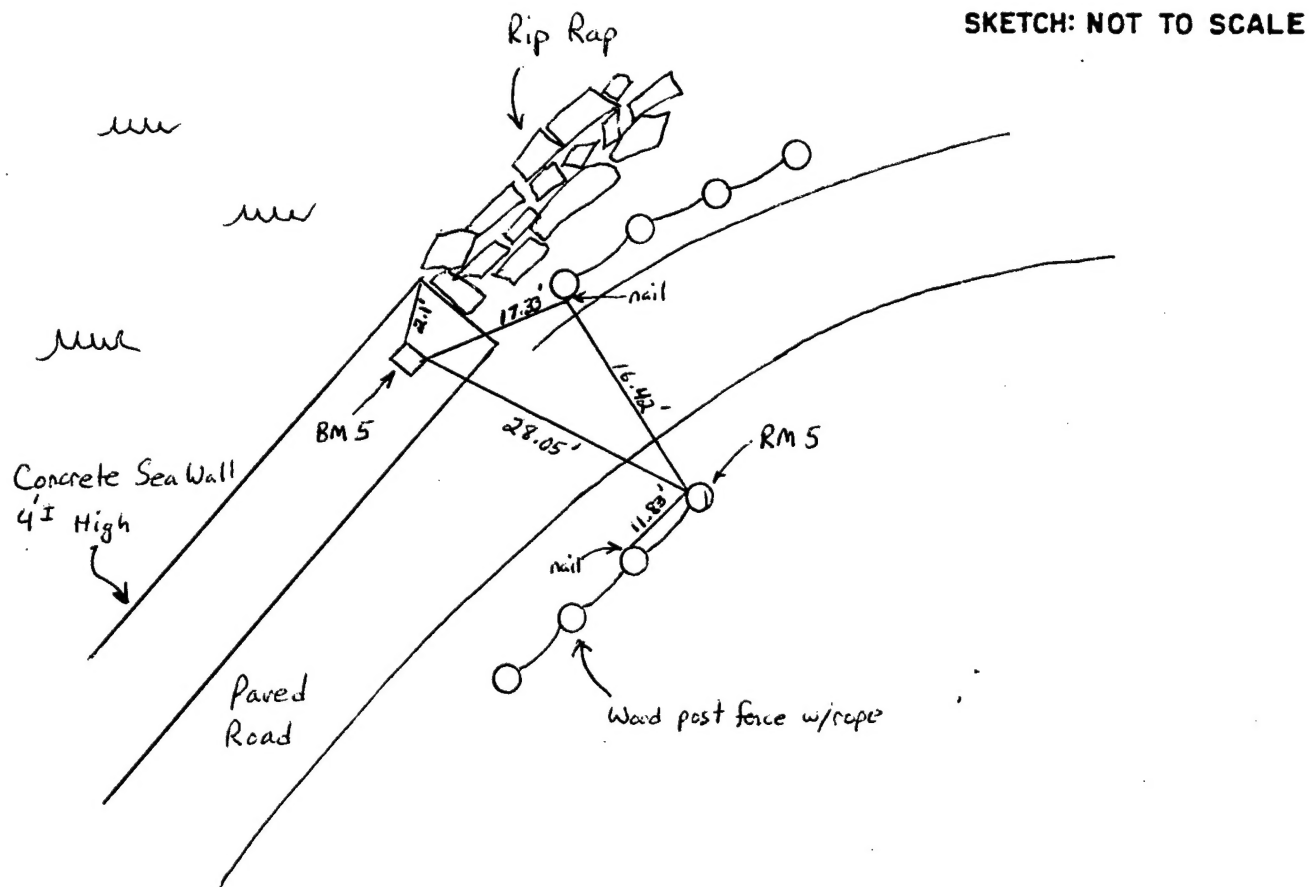 SKETCH: NOT TO SCALE
Rip Rap
nail
17.33'
2.1'
16.42'
BM 5
28.05'
RM 5
Concrete Sea Wall
4'± High
11.83'
nail
Paved
Road
Wood post fence w/rope